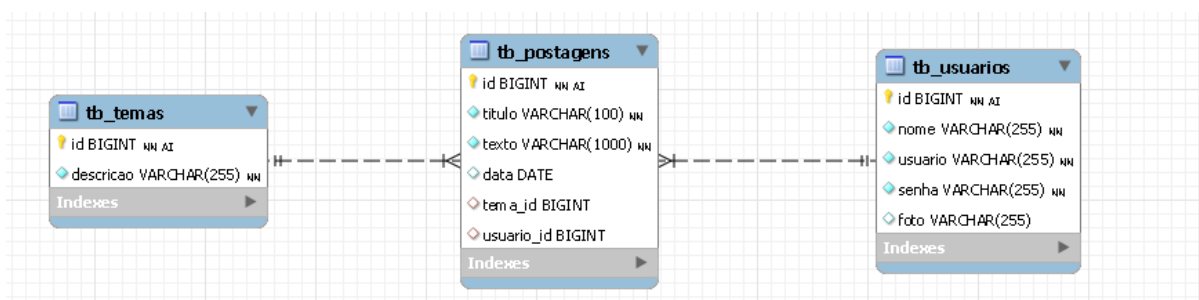 tb_temas
id BIGINT NN AI
descricao VARCHAR(255) NN
Indexes
tb_postagens
id BIGINT NN AI
titulo VARCHAR(100) NN
texto VARCHAR(1000) NN
data DATE
tema_id BIGINT
usuario_id BIGINT
Indexes
tb_usuarios
id BIGINT NN AI
nome VARCHAR(255) NN
usuario VARCHAR(255) NN
senha VARCHAR(255) NN
foto VARCHAR(255)
Indexes